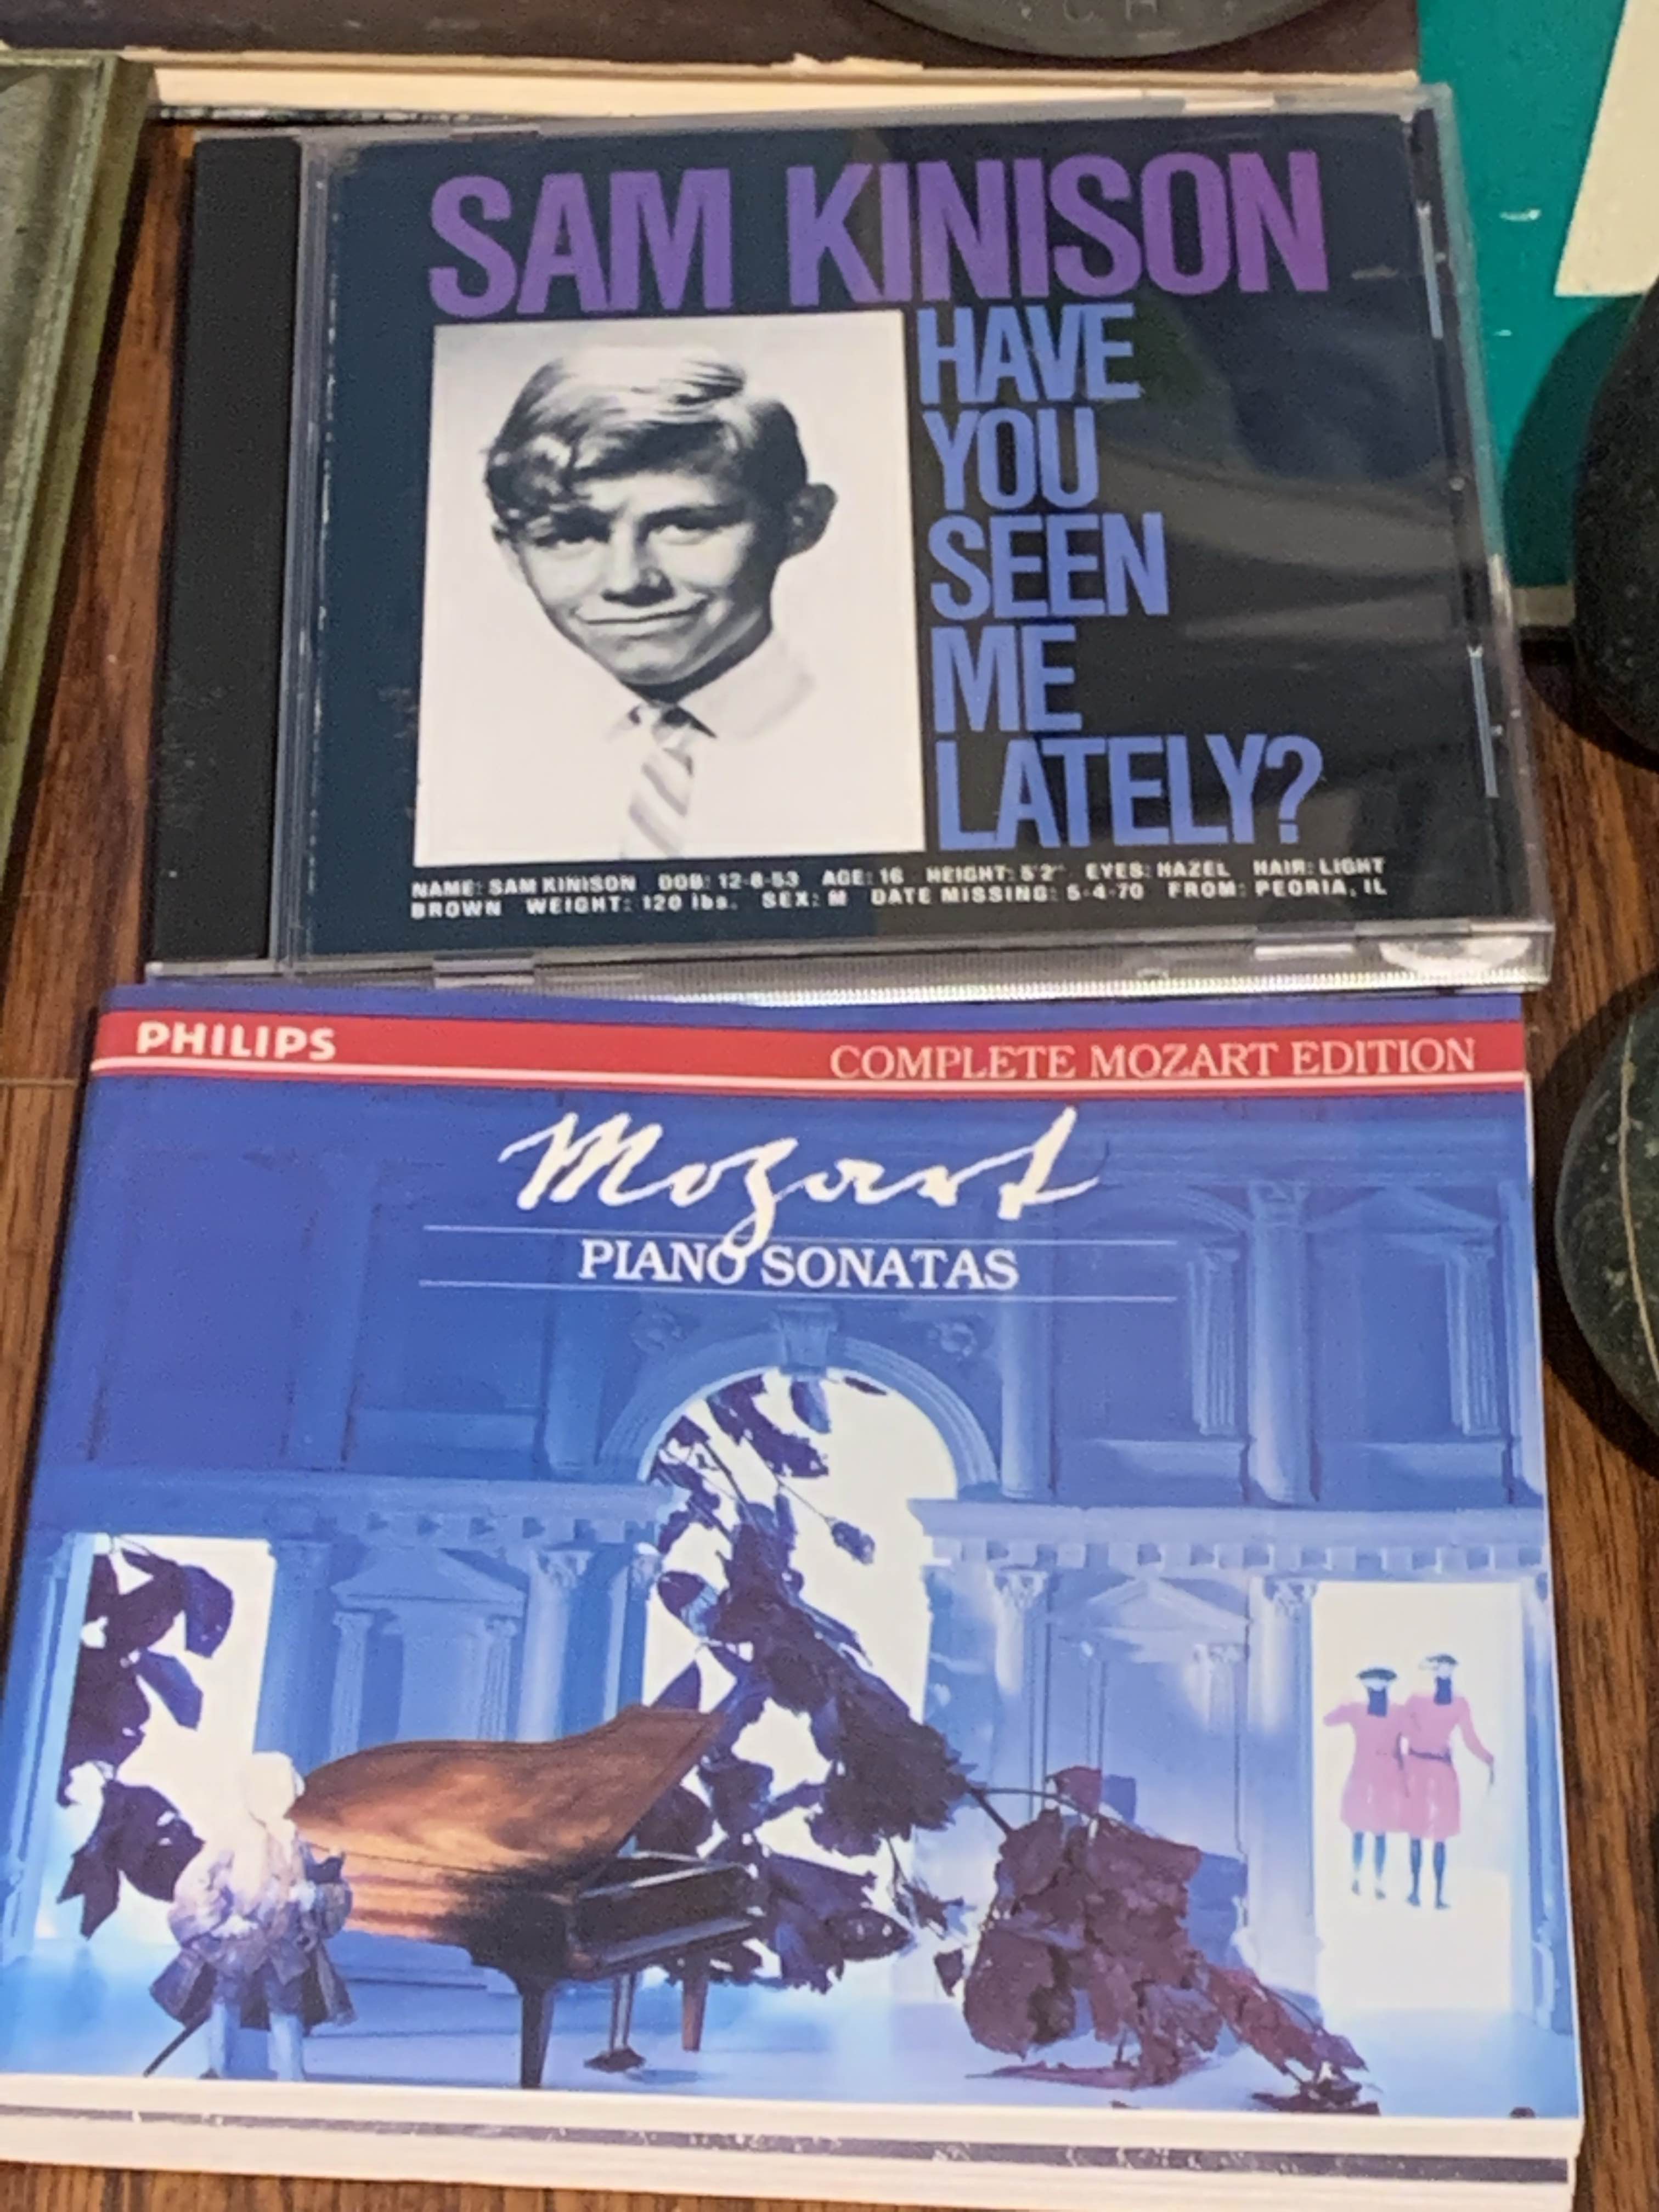 CH
SAM KINISON
HAVE
YOU
SEEN
ME
LATELY?
NAME: SAM KINISON DOB: 12-8-53 AGE: 16 HEIGHT: 5'2" EYES: HAZEL HAIR: LIGHT
BROWN WEIGHT: 120 lbs. SEX: M DATE MISSING: 5-4-70 FROM: PEORIA, IL
PHILIPS COMPLETE MOZART EDITION
Mozart
PIANO SONATAS